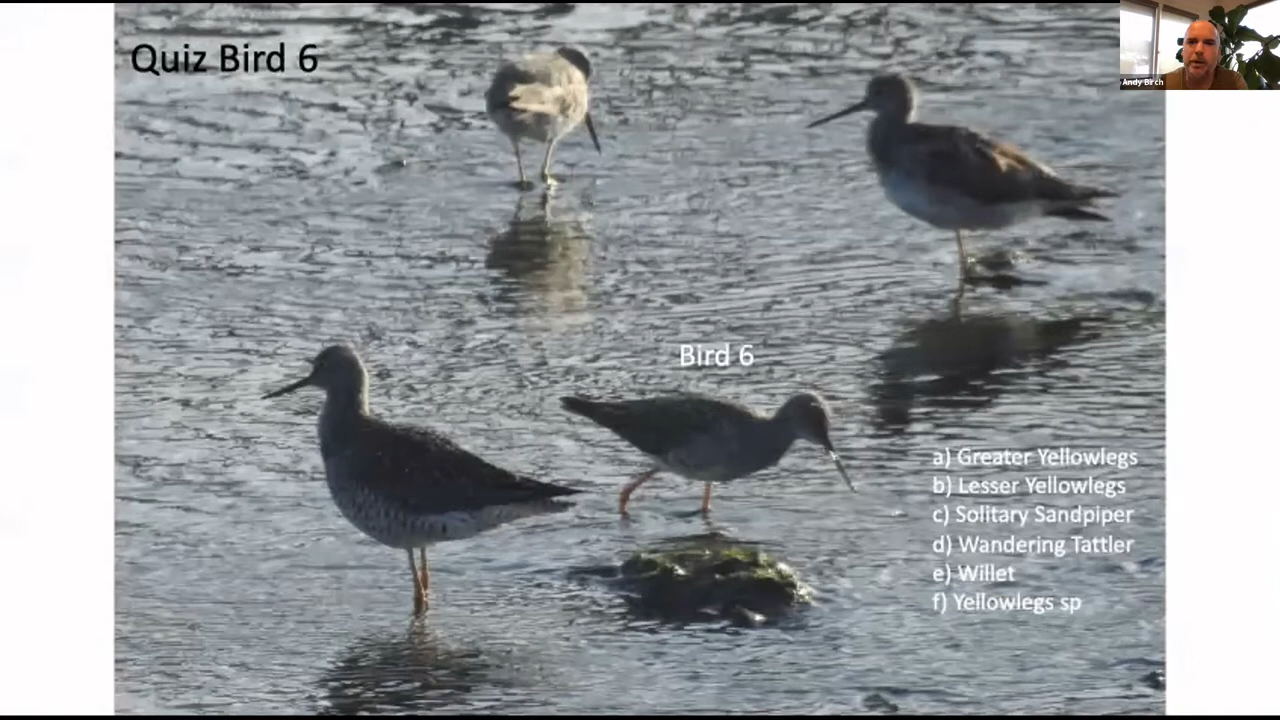 Quiz Bird 6
Andy Birch
Bird 6
a) Greater Yellowlegs
b) Lesser Yellowlegs
c) Solitary Sandpiper
d) Wandering Tattler
e) Willet
f) Yellowlegs sp